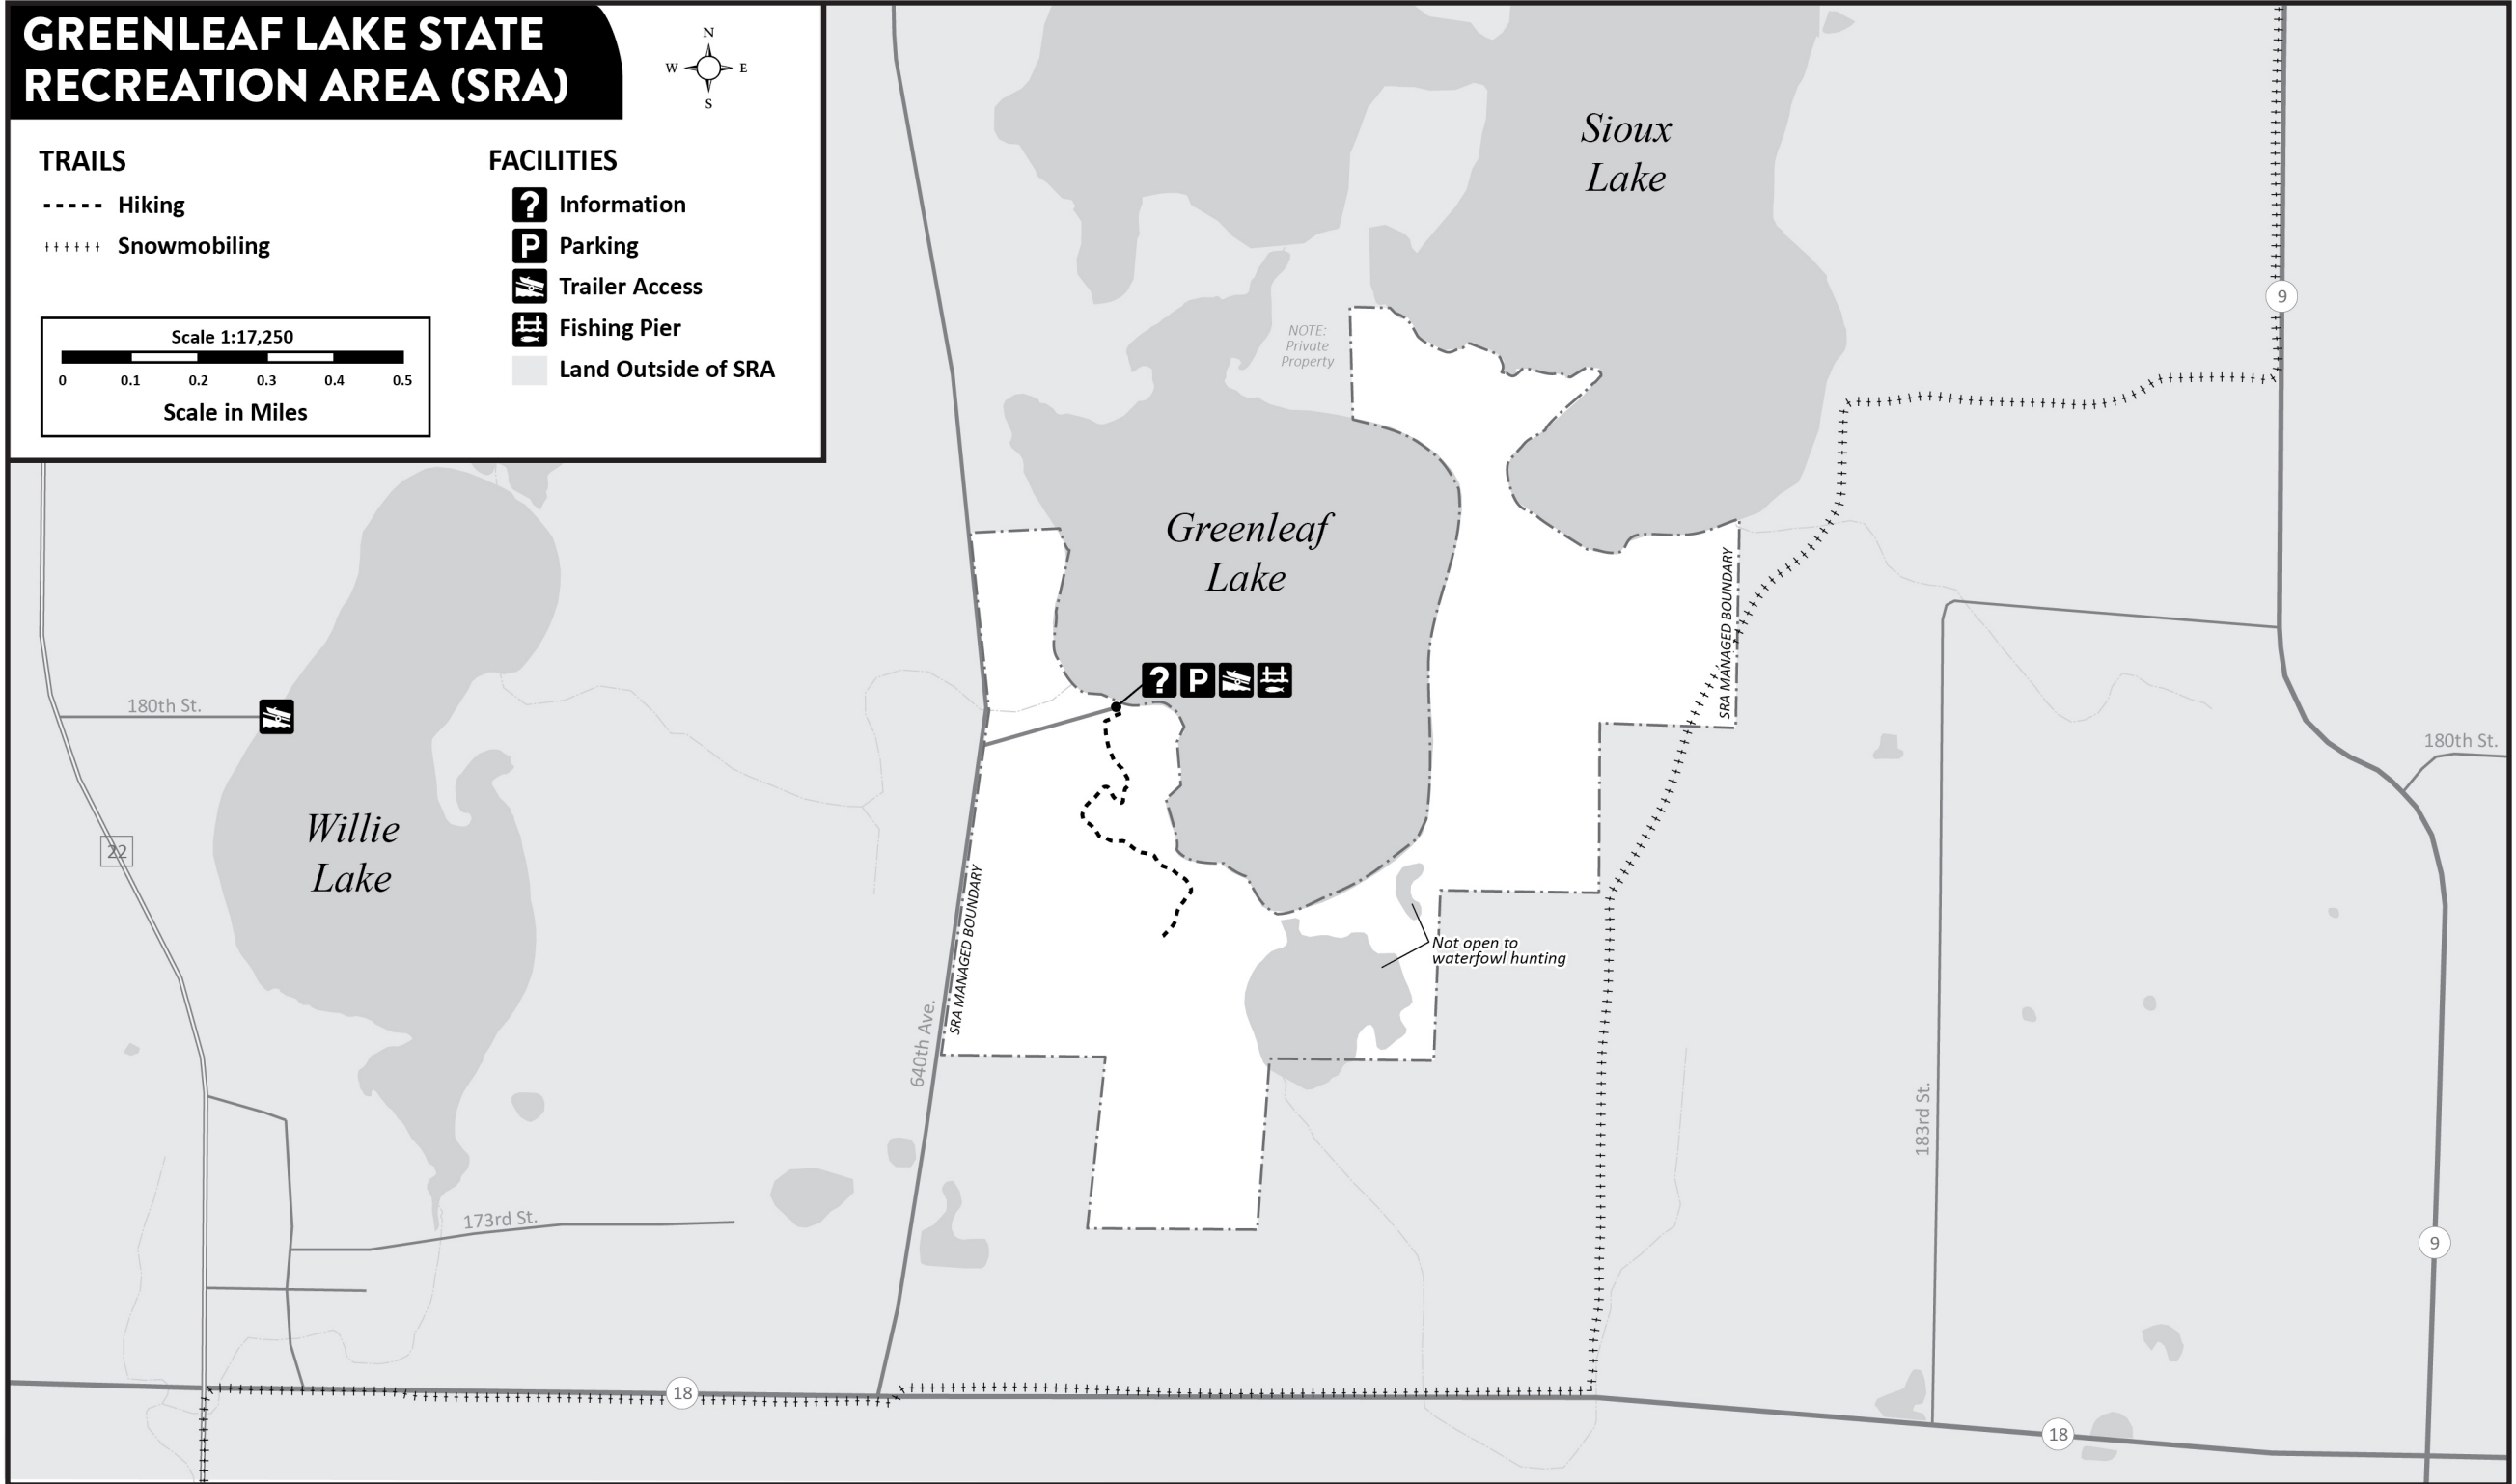 GREENLEAF LAKE STATE
RECREATION AREA (SRA)
N
W
E
S
TRAILS
Hiking
Snowmobiling
Scale 1:17,250
0
0.1
0.2
0.3
0.4
0.5
Scale in Miles
FACILITIES
?
Information
P
Parking
Trailer Access
Fishing Pier
Land Outside of SRA
Sioux
Lake
9
NOTE:
Private
Property
Greenleaf
Lake
SRA MANAGED BOUNDARY
? P
180th St.
180th St.
Willie
Lake
22
SRA MANAGED BOUNDARY
Not open to
waterfowl hunting
640th Ave.
183rd St.
173rd St.
9
18
18